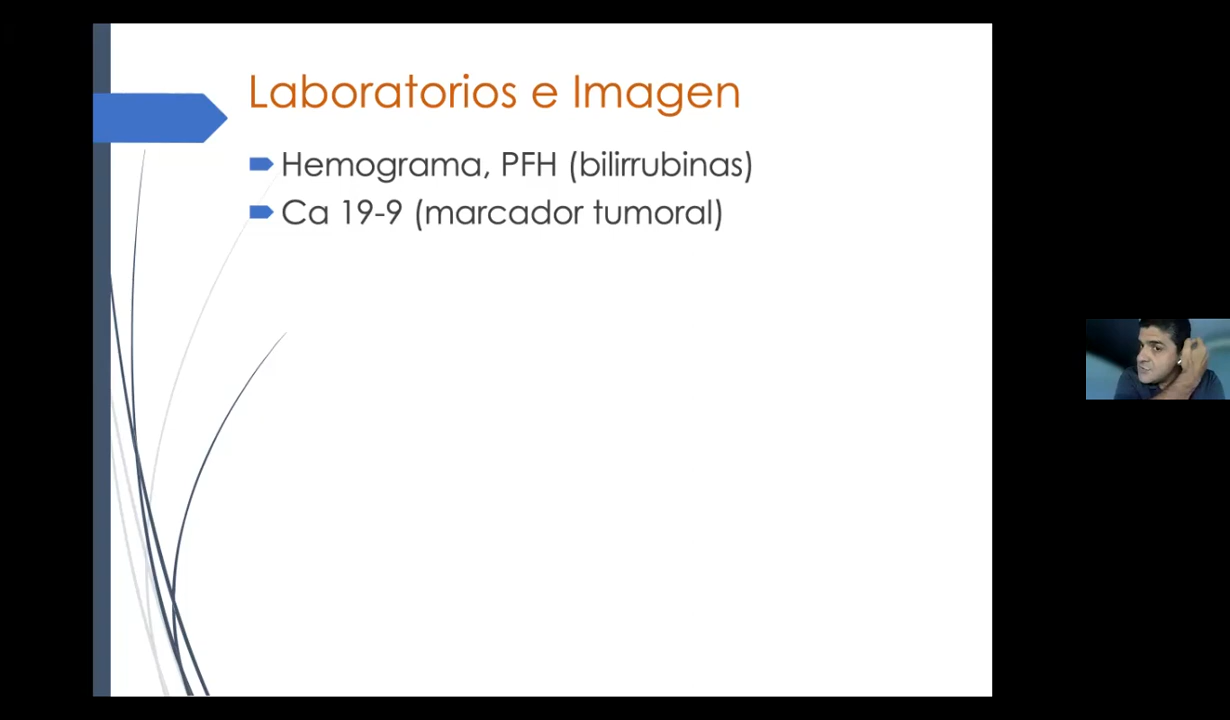 Laboratorios e Imagen
Hemograma, PFH (bilirrubinas)
Ca 19-9 (marcador tumoral)